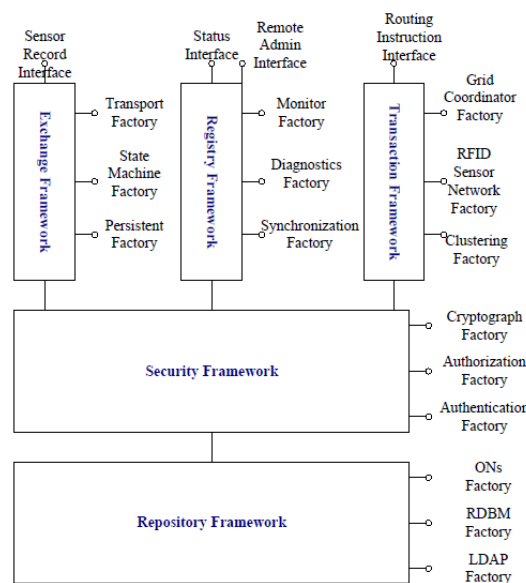 Sensor
Record
Interface
Status
Interface
Remote
Admin
Interface
Routing
Instruction
Interface
Exchange Framework
Transport
Factory
State
Machine
Factory
Persistent
Factory
Registry Framework
Monitor
Factory
Diagnostics
Factory
Synchronization
Factory
Transaction Framework
Grid
Coordinator
Factory
RFID
Sensor
Network
Factory
Clustering
Factory
Security Framework
Cryptograph
Factory
Authorization
Factory
Authentication
Factory
Repository Framework
ONs
Factory
RDBM
Factory
LDAP
Factory